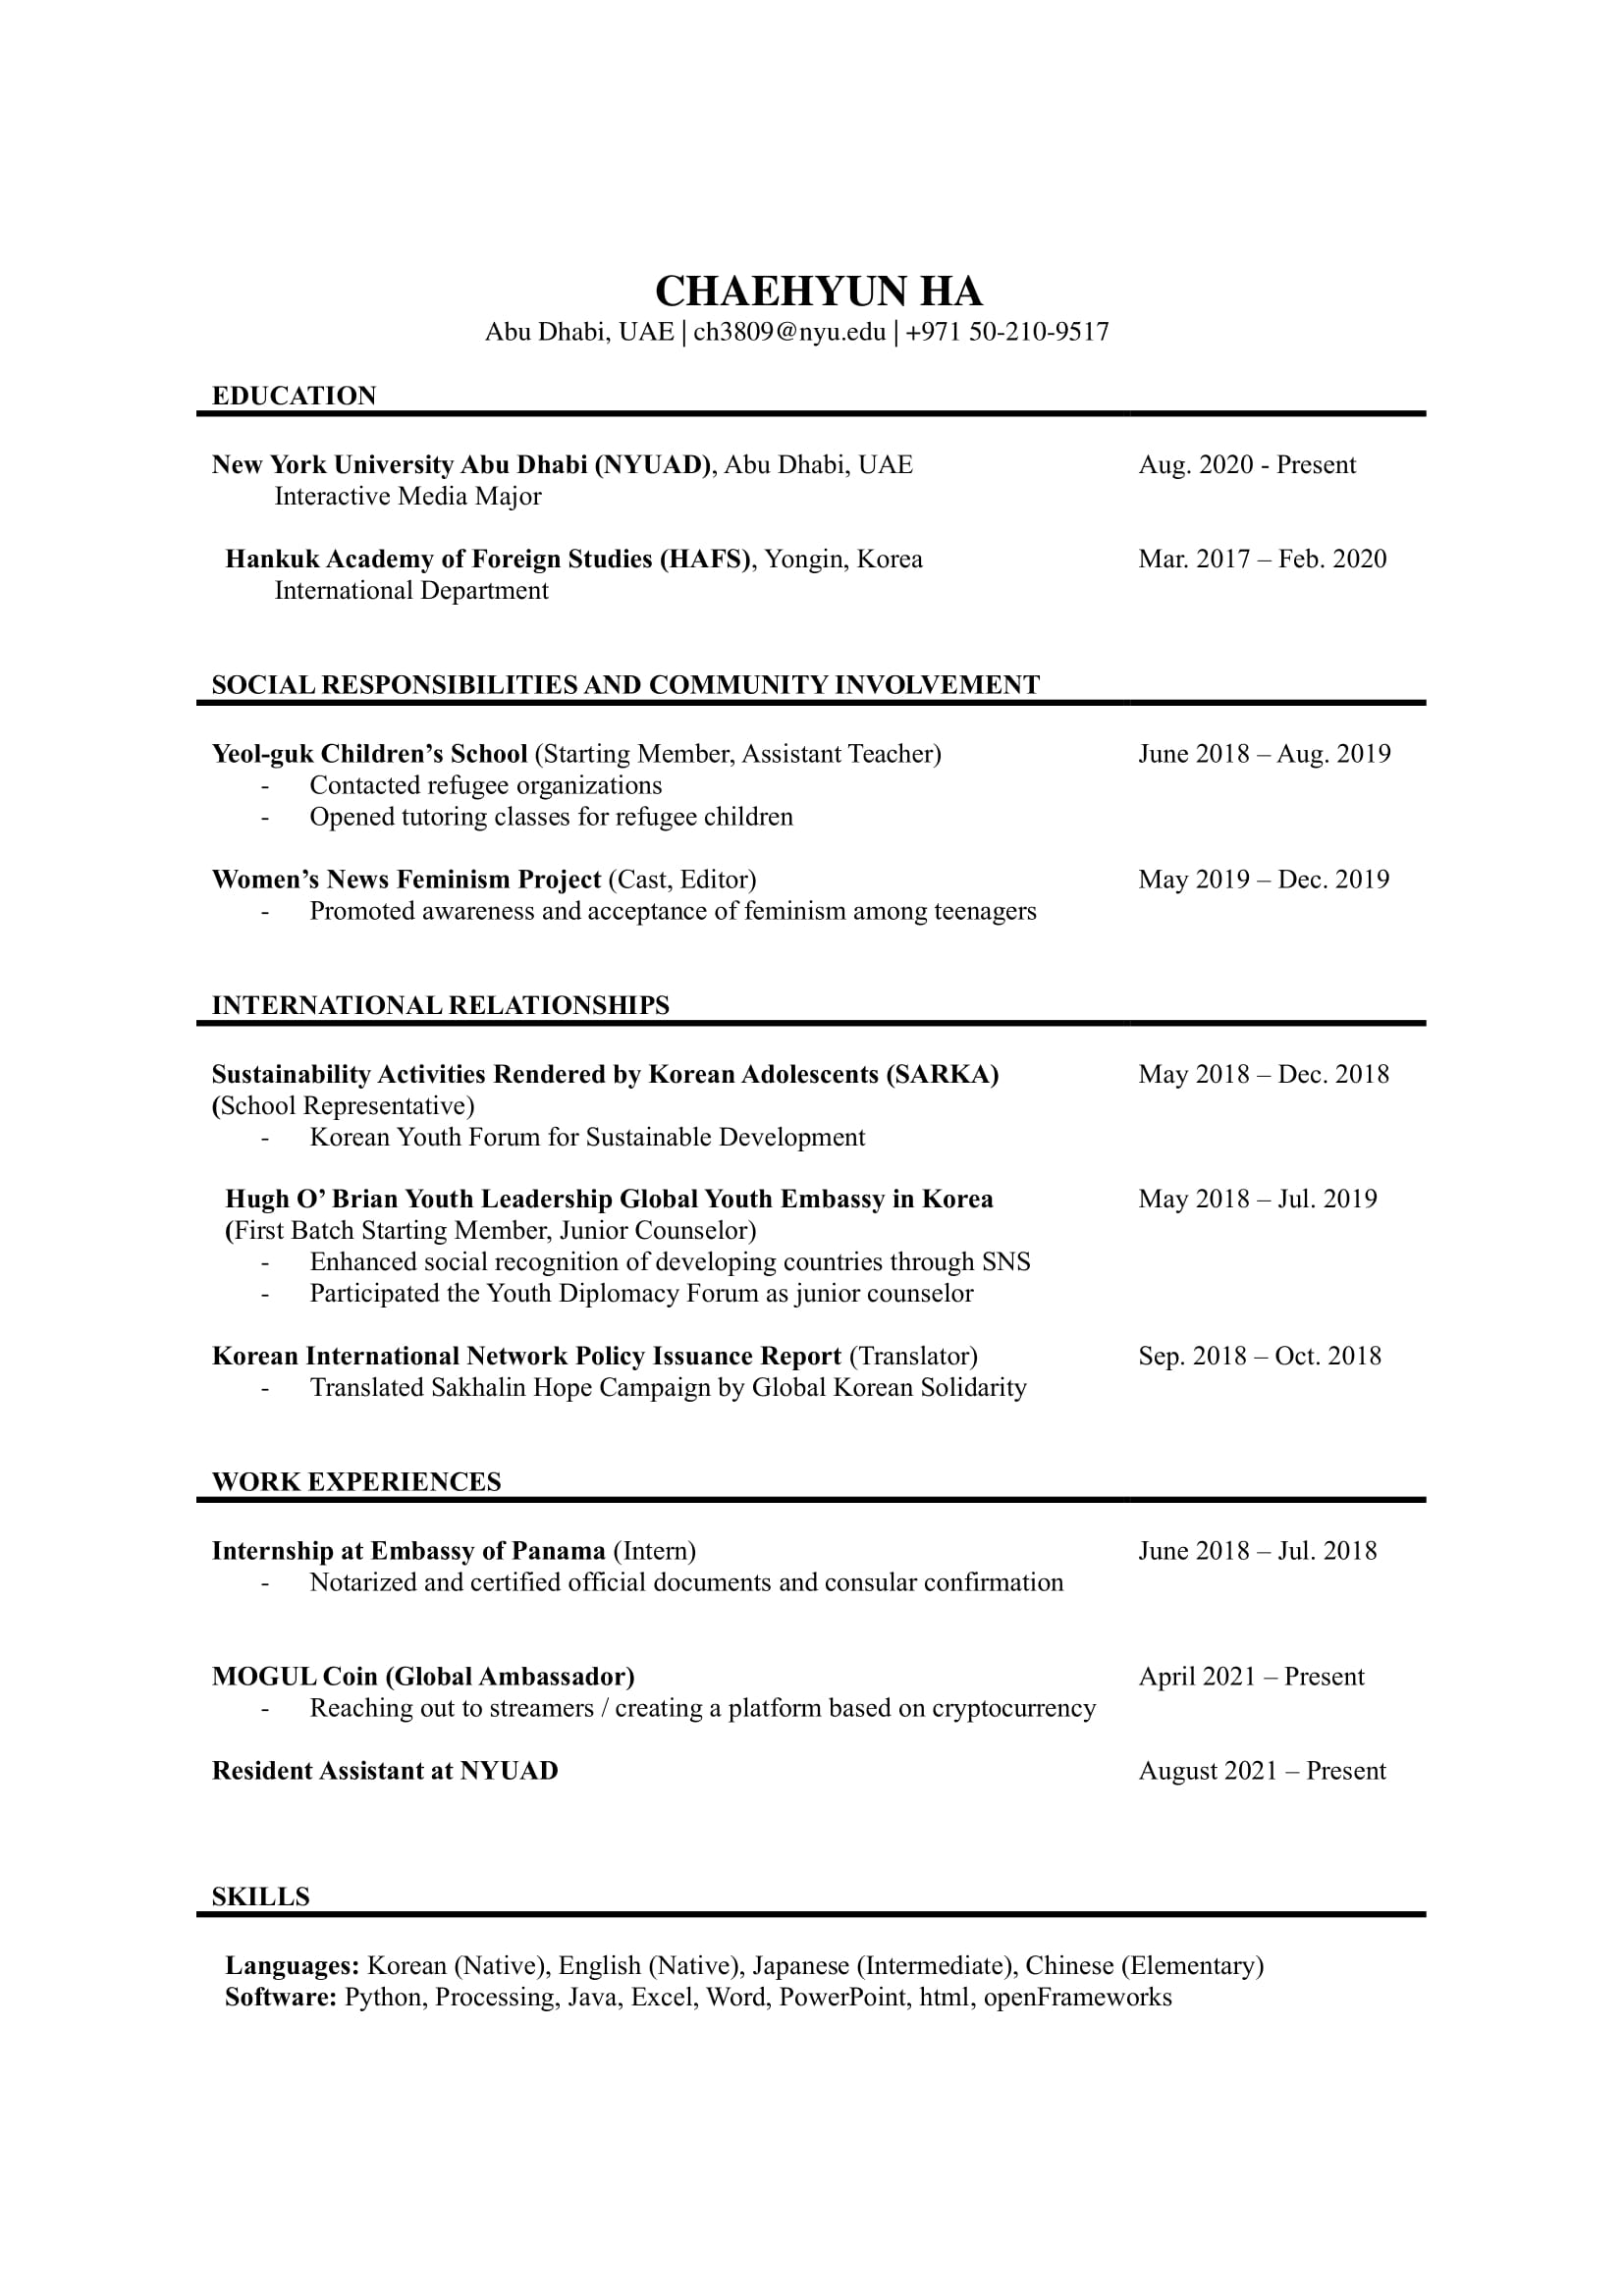 CHAEHYUN HA
Abu Dhabi, UAE | ch3809@nyu.edu | +971 50-210-9517
EDUCATION
New York University Abu Dhabi (NYUAD), Abu Dhabi, UAE Aug. 2020 - Present
Interactive Media Major
Hankuk Academy of Foreign Studies (HAFS), Yongin, Korea Mar. 2017 – Feb. 2020
International Department
SOCIAL RESPONSIBILITIES AND COMMUNITY INVOLVEMENT
Yeol-guk Children’s School (Starting Member, Assistant Teacher) June 2018 – Aug. 2019
- Contacted refugee organizations
- Opened tutoring classes for refugee children
Women’s News Feminism Project (Cast, Editor) May 2019 – Dec. 2019
- Promoted awareness and acceptance of feminism among teenagers
INTERNATIONAL RELATIONSHIPS
Sustainability Activities Rendered by Korean Adolescents (SARKA) May 2018 – Dec. 2018
(School Representative)
- Korean Youth Forum for Sustainable Development
Hugh O’ Brian Youth Leadership Global Youth Embassy in Korea May 2018 – Jul. 2019
(First Batch Starting Member, Junior Counselor)
- Enhanced social recognition of developing countries through SNS
- Participated the Youth Diplomacy Forum as junior counselor
Korean International Network Policy Issuance Report (Translator) Sep. 2018 – Oct. 2018
- Translated Sakhalin Hope Campaign by Global Korean Solidarity
WORK EXPERIENCES
Internship at Embassy of Panama (Intern) June 2018 – Jul. 2018
- Notarized and certified official documents and consular confirmation
MOGUL Coin (Global Ambassador) April 2021 – Present
- Reaching out to streamers / creating a platform based on cryptocurrency
Resident Assistant at NYUAD August 2021 – Present
SKILLS
Languages: Korean (Native), English (Native), Japanese (Intermediate), Chinese (Elementary)
Software: Python, Processing, Java, Excel, Word, PowerPoint, html, openFrameworks